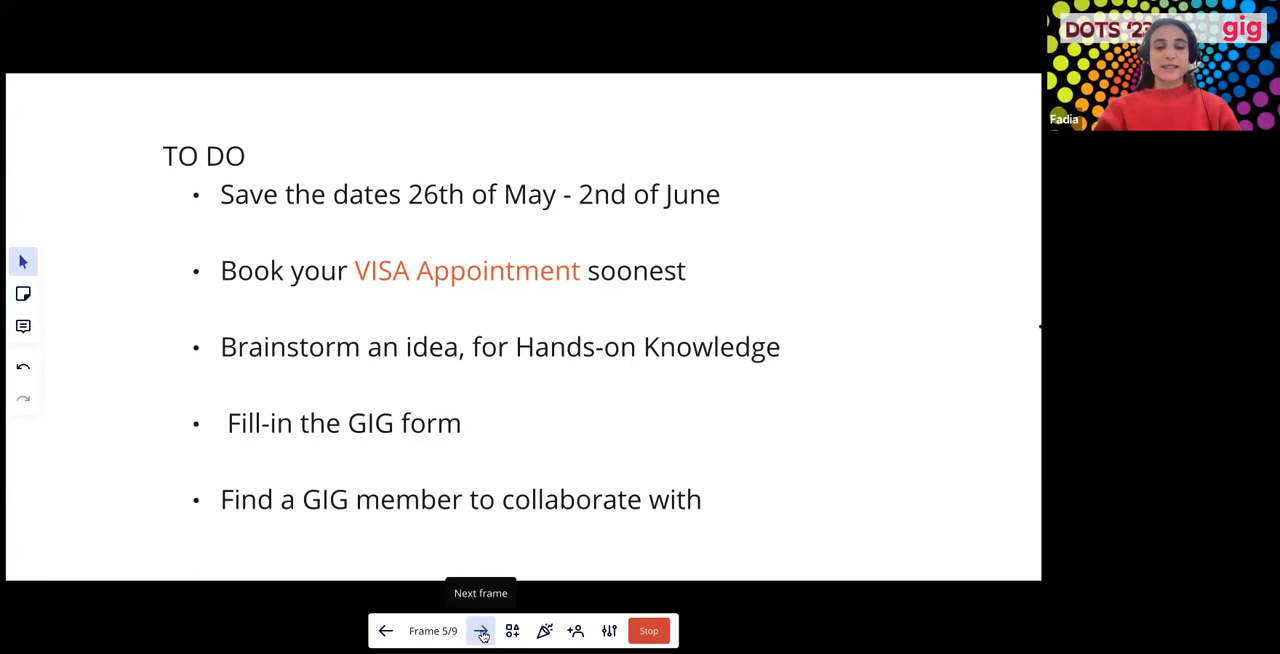 DOTS '23
gig
Fadia
TO DO
• Save the dates 26th of May - 2nd of June
• Book your VISA Appointment soonest
• Brainstorm an idea, for Hands-on Knowledge
• Fill-in the GIG form
• Find a GIG member to collaborate with
Next frame
Frame 5/9
Stop